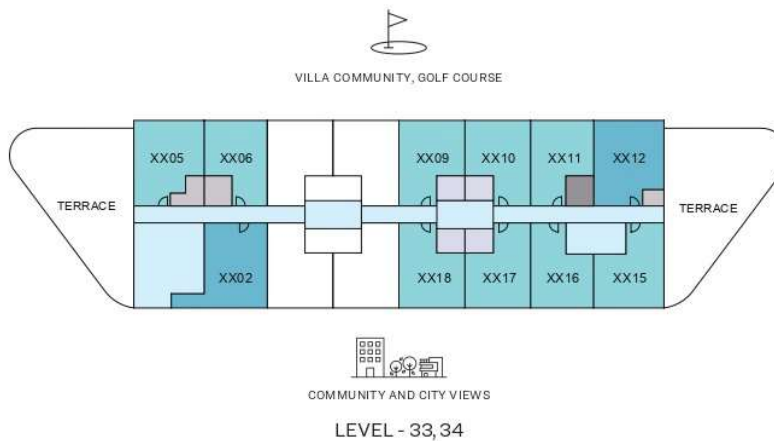 VILLA COMMUNITY, GOLF COURSE
XX05 XX06 XX09 XX10 XX11 XX12
TERRACE TERRACE
XX02 XX18 XX17 XX16 XX15
COMMUNITY AND CITY VIEWS
LEVEL - 33, 34